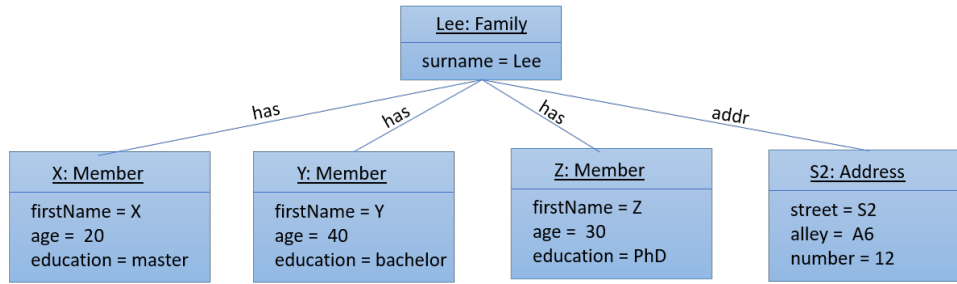 Lee: Family
surname = Lee
has
has
has
addr
X: Member
firstName = X
age = 20
education = master
Y: Member
firstName = Y
age = 40
education = bachelor
Z: Member
firstName = Z
age = 30
education = PhD
S2: Address
street = S2
alley = A6
number = 12